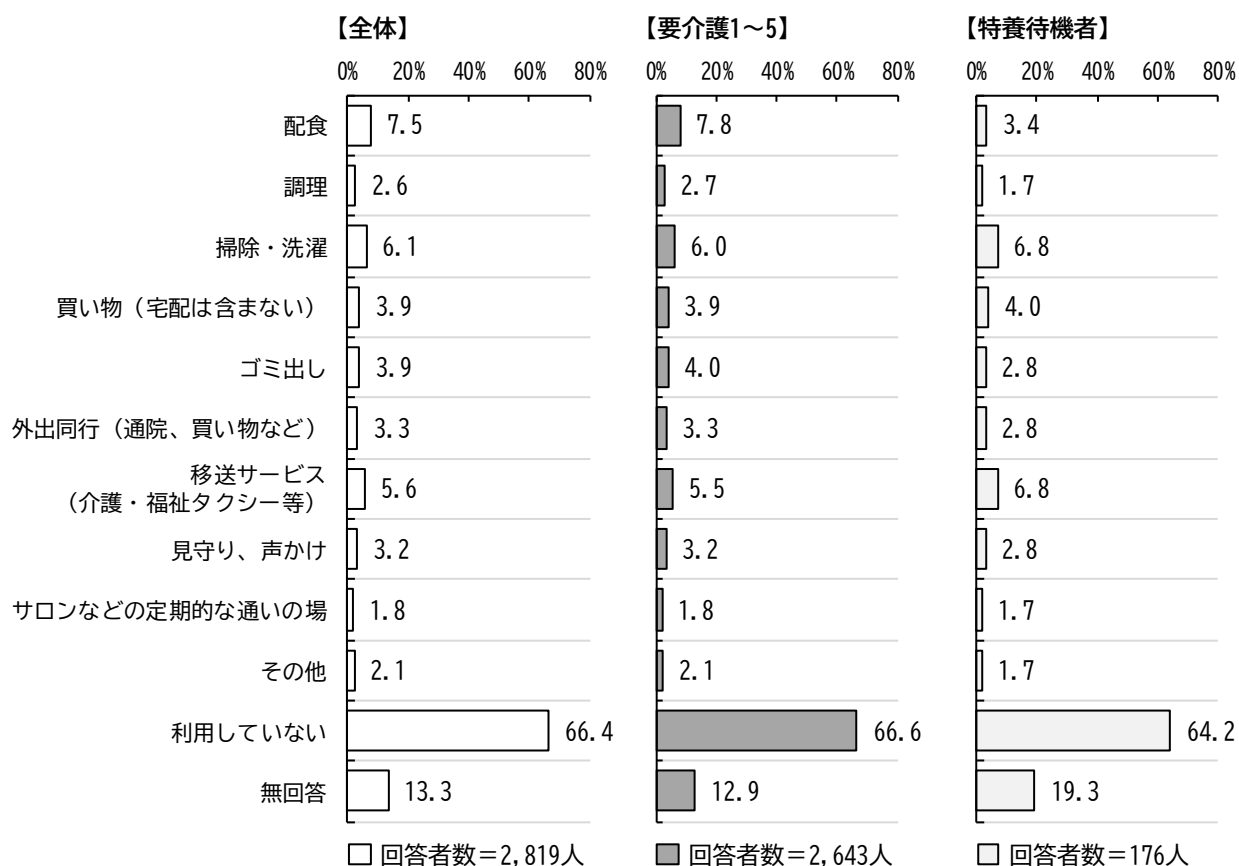 【全体】 【要介護1～5】 【特養待機者】
0% 20% 40% 60% 80% 0% 20% 40% 60% 80% 0% 20% 40% 60% 80%
配食 7.5 7.8 3.4
調理 2.6 2.7 1.7
掃除・洗濯 6.1 6.0 6.8
買い物（宅配は含まない） 3.9 3.9 4.0
ゴミ出し 3.9 4.0 2.8
外出同行（通院、買い物など） 3.3 3.3 2.8
移送サービス
（介護・福祉タクシー等） 5.6 5.5 6.8
見守り、声かけ 3.2 3.2 2.8
サロンなどの定期的な通いの場 1.8 1.8 1.7
その他 2.1 2.1 1.7
利用していない 66.4 66.6 64.2
無回答 13.3 12.9 19.3
回答者数＝2,819人 回答者数＝2,643人 回答者数＝176人